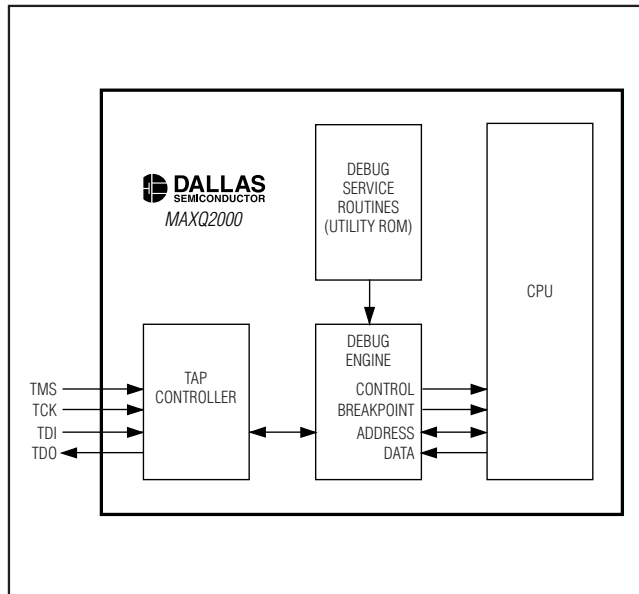 DALLAS
SEMICONDUCTOR
MAXQ2000
DEBUG
SERVICE
ROUTINES
(UTILITY ROM)
CPU
TAP
CONTROLLER
DEBUG
ENGINE
CONTROL
BREAKPOINT
ADDRESS
DATA
TMS
TCK
TDI
TDO